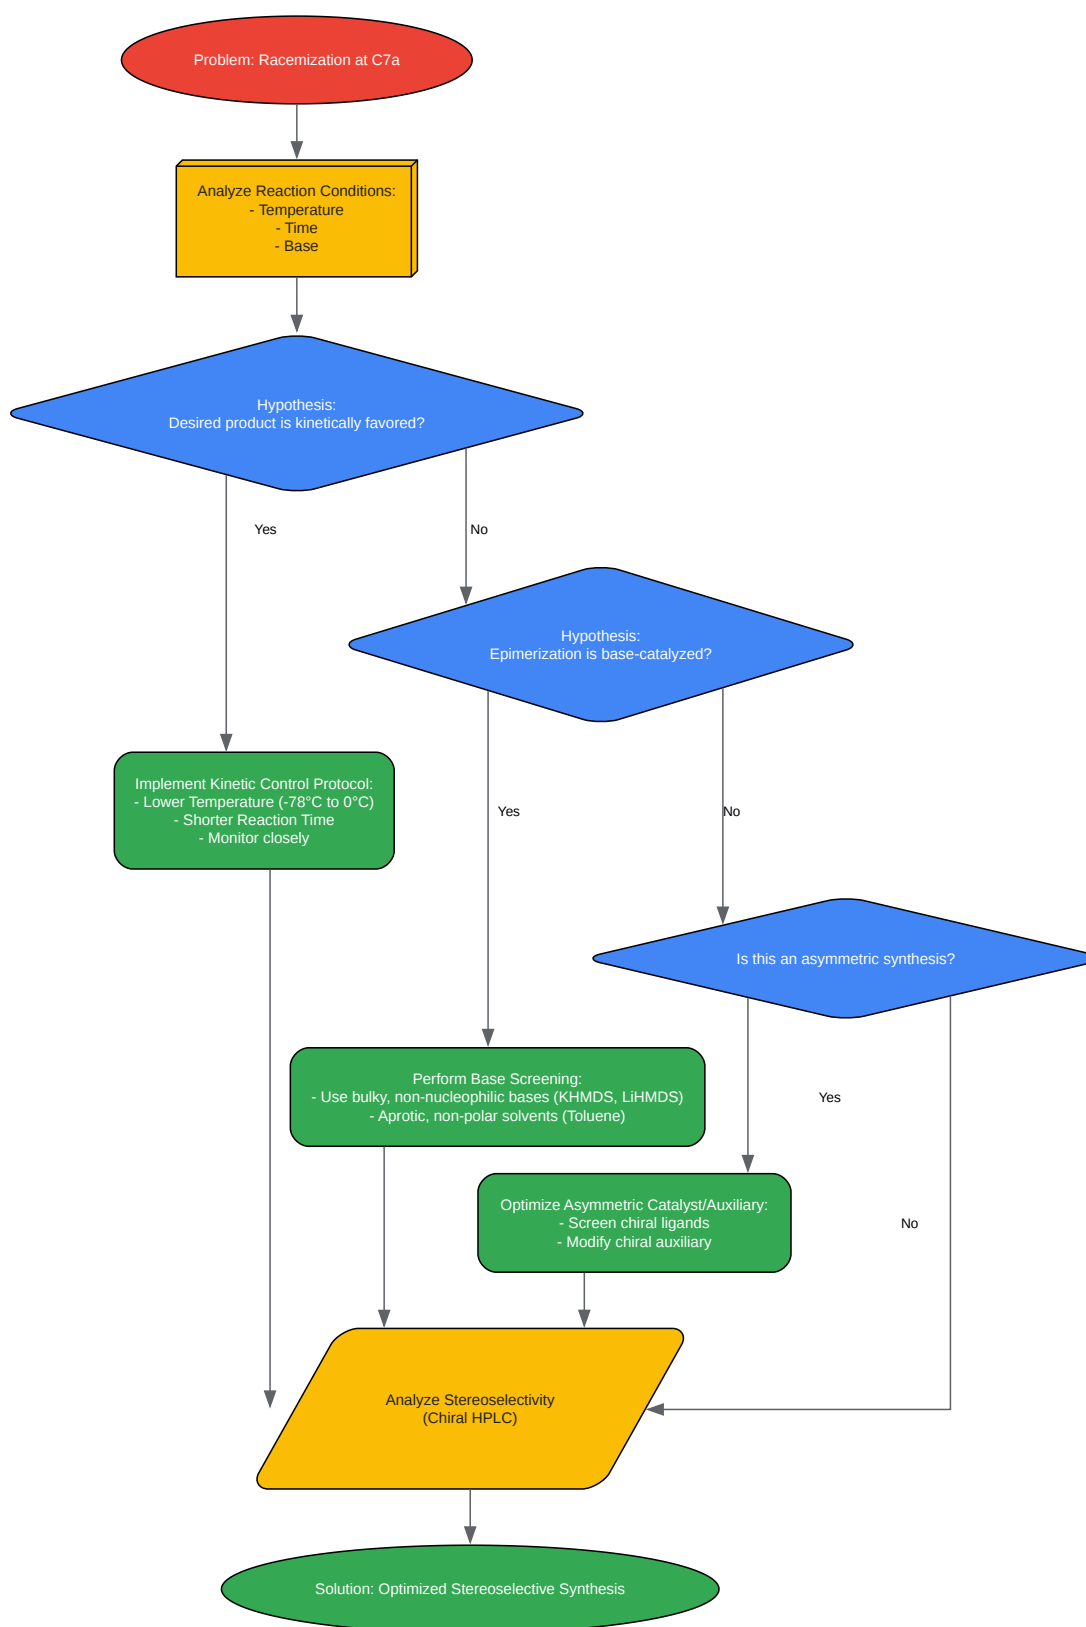 Problem: Racemization at C7a
Analyze Reaction Conditions:
- Temperature
- Time
- Base
Hypothesis:
Desired product is kinetically favored?
Yes
No
Hypothesis:
Epimerization is base-catalyzed?
Implement Kinetic Control Protocol:
- Lower Temperature (-78°C to 0°C)
- Shorter Reaction Time
- Monitor closely
Yes
No
Is this an asymmetric synthesis?
Perform Base Screening:
- Use bulky, non-nucleophilic bases (KHMDS, LiHMDS)
- Aprotic, non-polar solvents (Toluene)
Yes
Optimize Asymmetric Catalyst/Auxiliary:
- Screen chiral ligands
- Modify chiral auxiliary
No
Analyze Stereoselectivity
(Chiral HPLC)
Solution: Optimized Stereoselective Synthesis